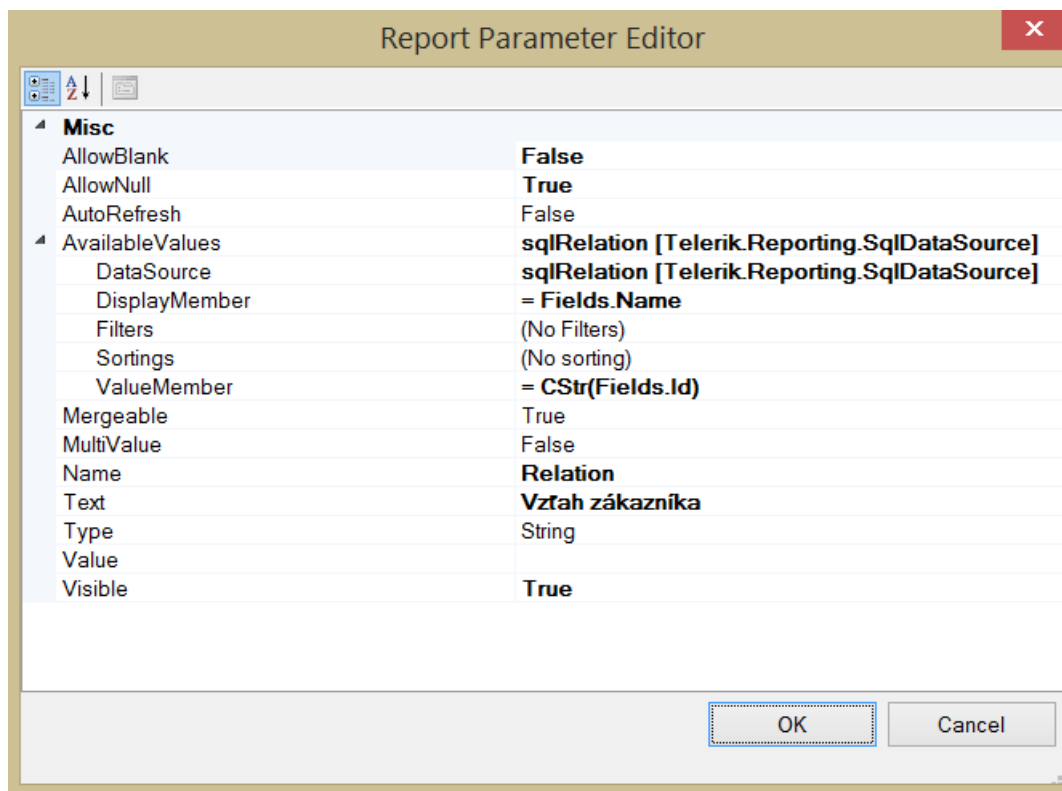 Report Parameter Editor
Misc
AllowBlank False
AllowNull True
AutoRefresh False
AvailableValues sqlRelation [Telerik.Reporting.SqlDataSource]
DataSource sqlRelation [Telerik.Reporting.SqlDataSource]
DisplayMember = Fields.Name
Filters (No Filters)
Sortings (No sorting)
ValueMember = CStr(Fields.Id)
Mergeable True
MultiValue False
Name Relation
Text Vzťah zákazníka
Type String
Value
Visible True
OK Cancel